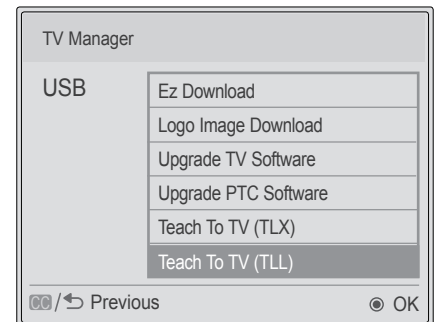 TV Manager
USB
Ez Download
Logo Image Download
Upgrade TV Software
Upgrade PTC Software
Teach To TV (TLX)
Teach To TV (TLL)
CC/ Previous
OK